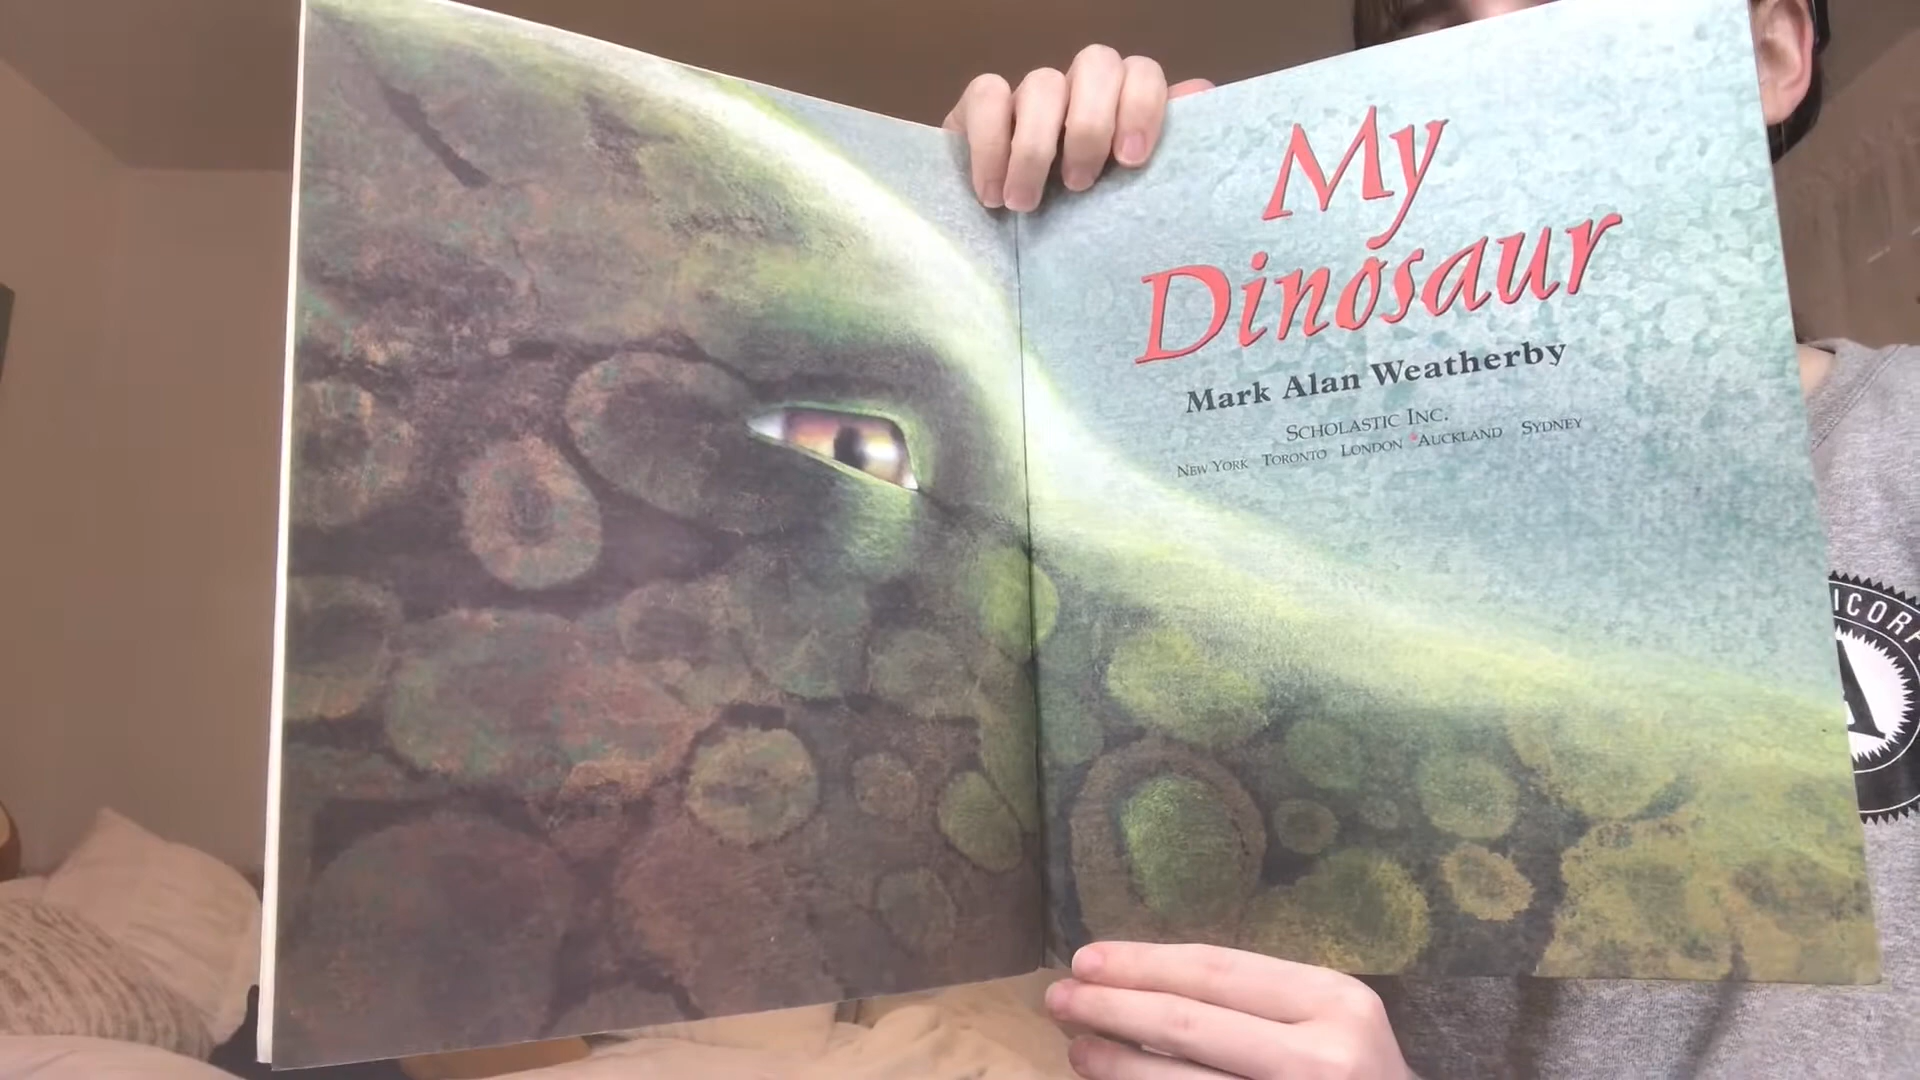 My
Dinosaur
Mark Alan Weatherby
SCHOLASTIC INC.
NEW YORK TORONTO LONDON AUCKLAND SYDNEY